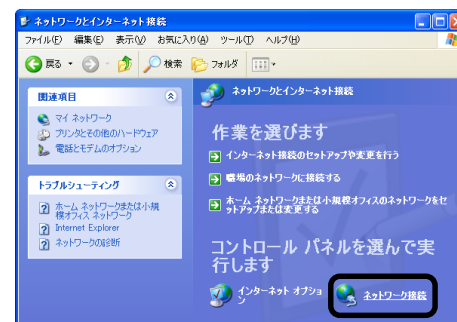 ネットワークとインターネット接続
ファイル(F) 編集(E) 表示(V) お気に入り(A) ツール(T) ヘルプ(H)
戻る 検索 フォルダ
関連項目
マイ ネットワーク
プリンタとその他のハードウェア
電話とモデムのオプション
トラブルシューティング
ホーム ネットワークまたは小規
模オフィス ネットワーク
Internet Explorer
ネットワークの診断
ネットワークとインターネット接続
作業を選びます
インターネット接続のセットアップや変更を行う
職場のネットワークに接続する
ホーム ネットワークまたは小規模オフィスのネットワークをセ
ットアップまたは変更する
コントロール パネルを選んで実
行します
インターネット オプショ
ン
ネットワーク接続